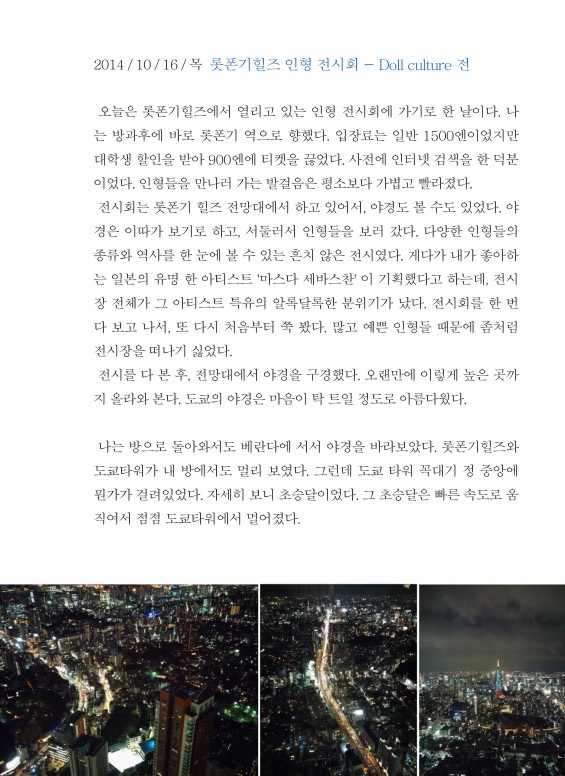 2014 / 10 / 16 / 목 롯폰기힐즈 인형 전시회 - Doll culture 전
오늘은 롯폰기힐즈에서 열리고 있는 인형 전시회에 가기로 한 날이다. 나
는 방과후에 바로 롯폰기 역으로 향했다. 입장료는 일반 1500엔이었지만
대학생 할인을 받아 900엔에 티켓을 끊었다. 사전에 인터넷 검색을 한 덕분
이었다. 인형들을 만나러 가는 발걸음은 평소보다 가볍고 빨라졌다.
전시회는 롯폰기 힐즈 전망대에서 하고 있어서, 야경도 볼 수도 있었다. 야
경은 이따가 보기로 하고, 서둘러서 인형들을 보러 갔다. 다양한 인형들의
종류와 역사를 한 눈에 볼 수 있는 흔치 않은 전시였다. 게다가 내가 좋아하
는 일본의 유명 한 아티스트 '마스다 세바스찬' 이 기획했다고 하는데, 전시
장 전체가 그 아티스트 특유의 알록달록한 분위기가 났다. 전시회를 한 번
다 보고 나서, 또 다시 처음부터 쭉 봤다. 많고 예쁜 인형들 때문에 좀처럼
전시장을 떠나기 싫었다.
전시를 다 본 후, 전망대에서 야경을 구경했다. 오랜만에 이렇게 높은 곳까
지 올라와 본다. 도쿄의 야경은 마음이 탁 트일 정도로 아름다웠다.
나는 방으로 돌아와서도 베란다에 서서 야경을 바라보았다. 롯폰기힐즈와
도쿄타워가 내 방에서도 멀리 보였다. 그런데 도쿄 타워 꼭대기 정 중앙에
뭔가가 걸려있었다. 자세히 보니 초승달이었다. 그 초승달은 빠른 속도로 움
직여서 점점 도쿄타워에서 멀어졌다.